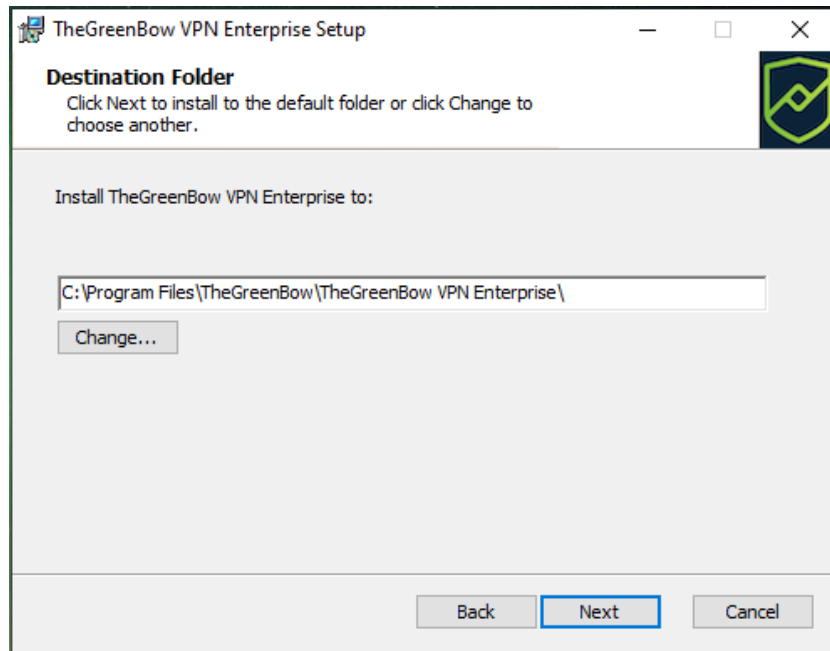 TheGreenBow VPN Enterprise Setup
Destination Folder
Click Next to install to the default folder or click Change to
choose another.
Install TheGreenBow VPN Enterprise to:
C:\Program Files\TheGreenBow\TheGreenBow VPN Enterprise\
Change...
Back
Next
Cancel